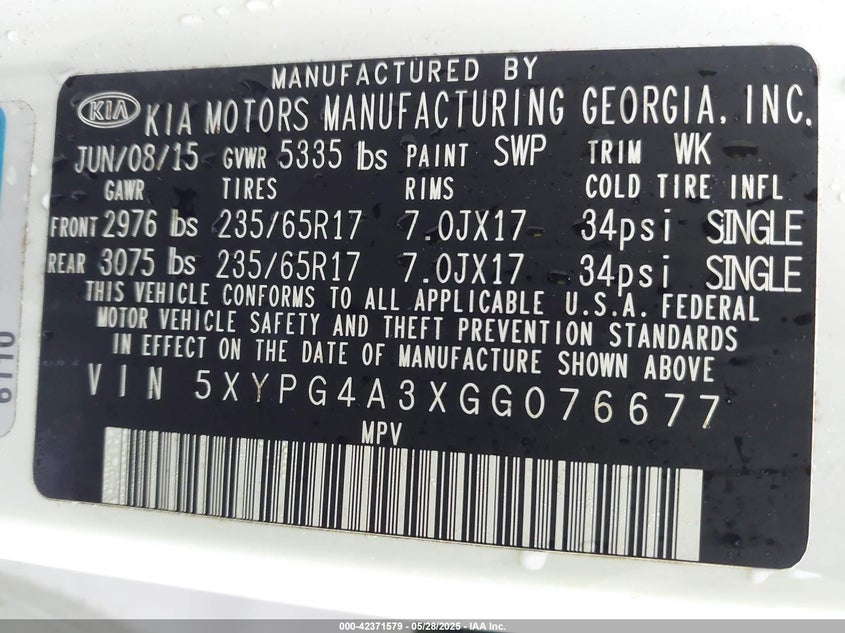 MANUFACTURED BY
KIA KIA MOTORS MANUFACTURING GEORGIA, INC.
JUN/08/15 GVWR 5335 lbs PAINT SWP TRIM WK
GAWR TIRES RIMS COLD TIRE INFL
FRONT 2976 lbs 235/65R17 7.0JX17 34psi SINGLE
REAR 3075 lbs 235/65R17 7.0JX17 34psi SINGLE
THIS VEHICLE CONFORMS TO ALL APPLICABLE U.S.A. FEDERAL
MOTOR VEHICLE SAFETY AND THEFT PREVENTION STANDARDS
IN EFFECT ON THE DATE OF MANUFACTURE SHOWN ABOVE
VIN 5XYPG4A3XGG076677
MPV
000-42371579 - 05/28/2025 - IAA Inc.